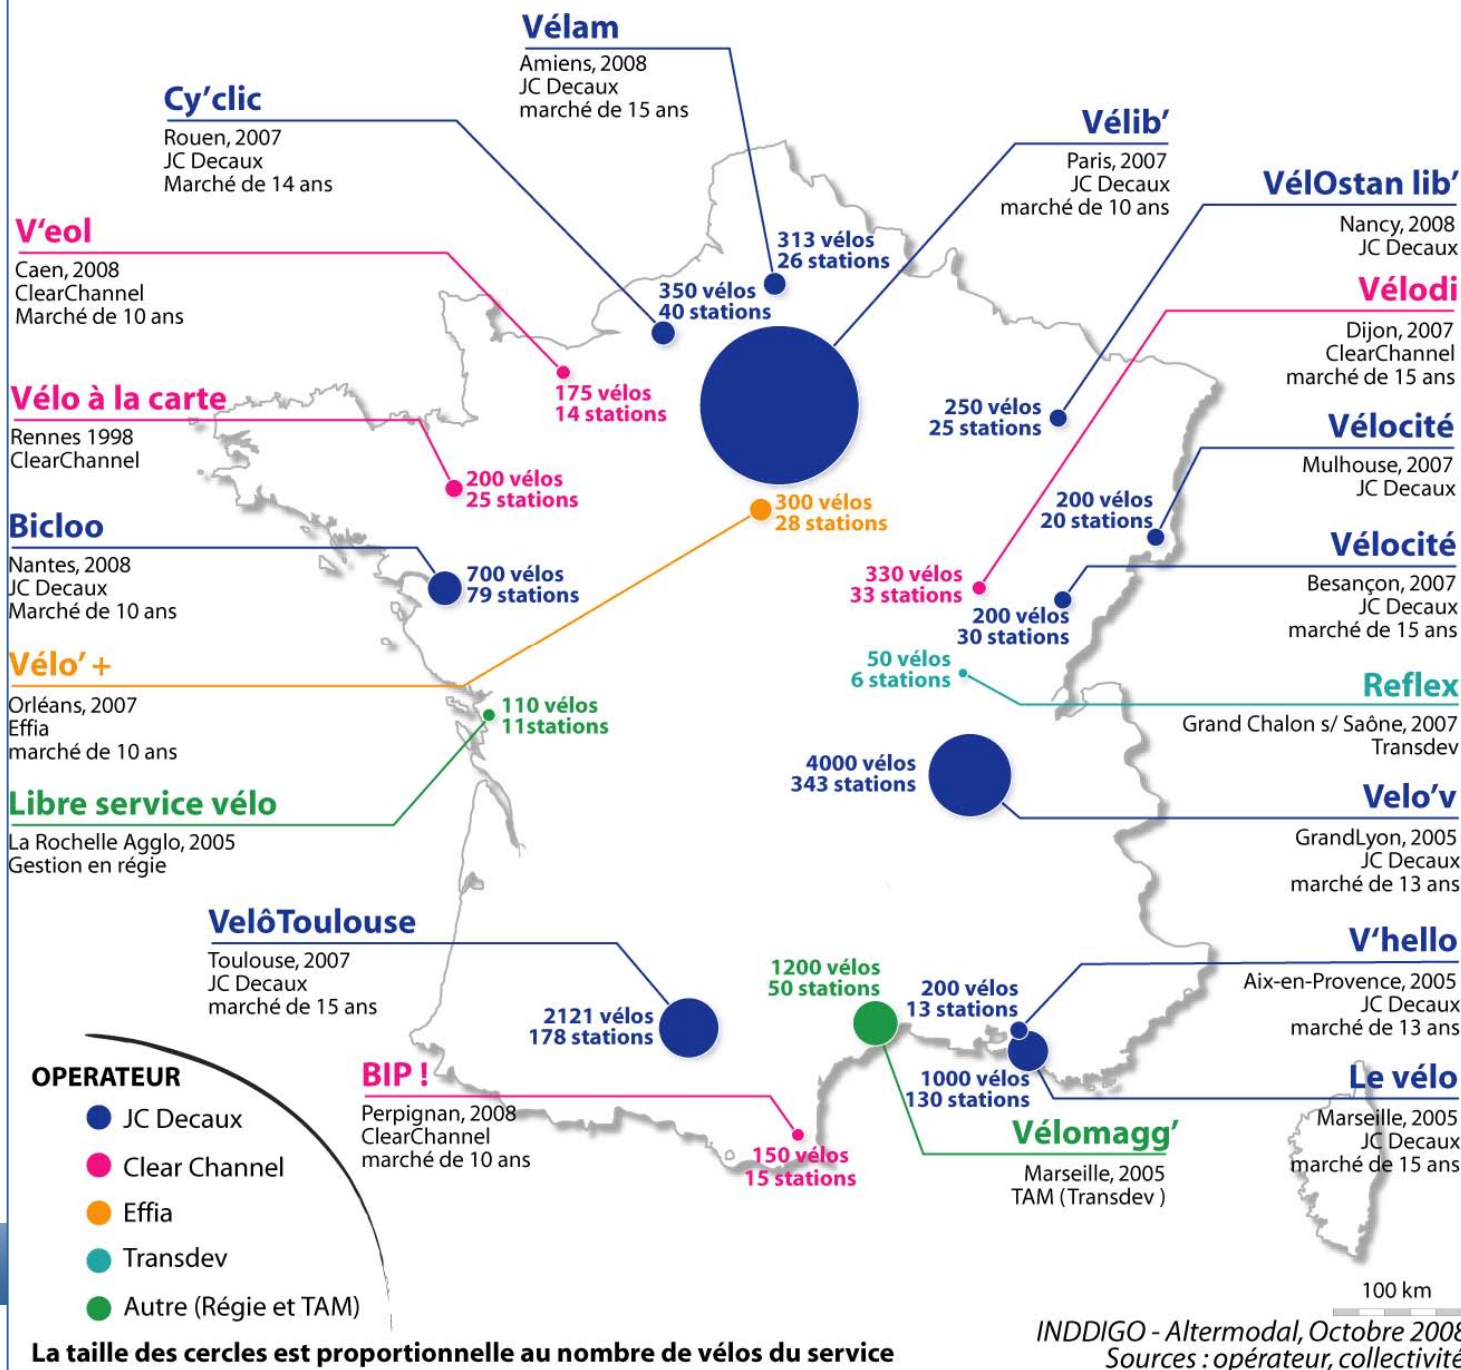 Vélam
Amiens, 2008
JC Decaux
marché de 15 ans
Cy’clic
Rouen, 2007
JC Decaux
Marché de 14 ans
Vélib’
Paris, 2007
JC Decaux
marché de 10 ans
VélOstan lib’
Nancy, 2008
JC Decaux
V‘eol
Caen, 2008
ClearChannel
Marché de 10 ans
313 vélos
26 stations
350 vélos
40 stations
Vélodi
Dijon, 2007
ClearChannel
marché de 15 ans
175 vélos
14 stations
Vélo à la carte
Rennes 1998
ClearChannel
250 vélos
25 stations
Vélocité
Mulhouse, 2007
JC Decaux
200 vélos
25 stations
300 vélos
28 stations
200 vélos
20 stations
Bicloo
Nantes, 2008
JC Decaux
Marché de 10 ans
700 vélos
79 stations
330 vélos
33 stations
Vélocité
Besançon, 2007
JC Decaux
marché de 15 ans
200 vélos
30 stations
Vélo’ +
Orléans, 2007
Effia
marché de 10 ans
50 vélos
6 stations
Reflex
Grand Chalon s/ Saône, 2007
Transdev
110 vélos
11stations
Libre service vélo
La Rochelle Agglo, 2005
Gestion en régie
4000 vélos
343 stations
Velo’v
GrandLyon, 2005
JC Decaux
marché de 13 ans
VelôToulouse
Toulouse, 2007
JC Decaux
marché de 15 ans
2121 vélos
178 stations
1200 vélos
50 stations
200 vélos
13 stations
V‘hello
Aix-en-Provence, 2005
JC Decaux
marché de 13 ans
BIP !
Perpignan, 2008
ClearChannel
marché de 10 ans
150 vélos
15 stations
1000 vélos
130 stations
Le vélo
Marseille, 2005
JC Decaux
marché de 15 ans
Vélomagg’
Marseille, 2005
TAM (Transdev )
OPERATEUR
JC Decaux
Clear Channel
Effia
Transdev
Autre (Régie et TAM)
100 km
La taille des cercles est proportionnelle au nombre de vélos du service
INDDIGO - Altermodal, Octobre 2008
Sources : opérateur, collectivité